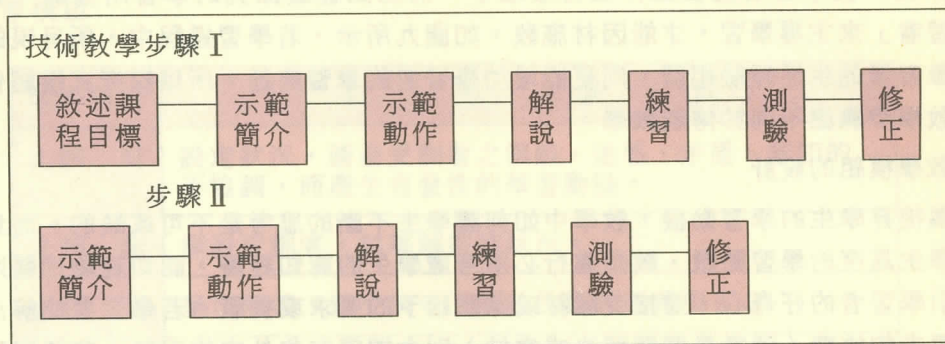 技術教學步驟Ⅰ
敘述課
程目標
示範
簡介
示範
動作
解
說
練
習
測
驗
修
正
步驟Ⅱ
示範
簡介
示範
動作
解
說
練
習
測
驗
修
正